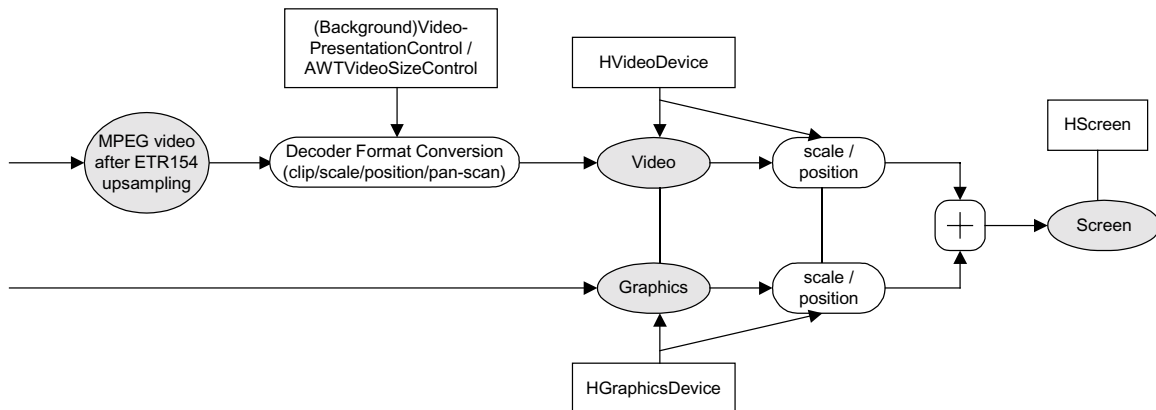 (Background)Video-
PresentationControl /
AWTVideoSizeControl
HVideoDevice
HScreen
MPEG video
after ETR154
upsampling
Decoder Format Conversion
(clip/scale/position/pan-scan)
Video
scale /
position
Screen
Graphics
scale /
position
HGraphicsDevice